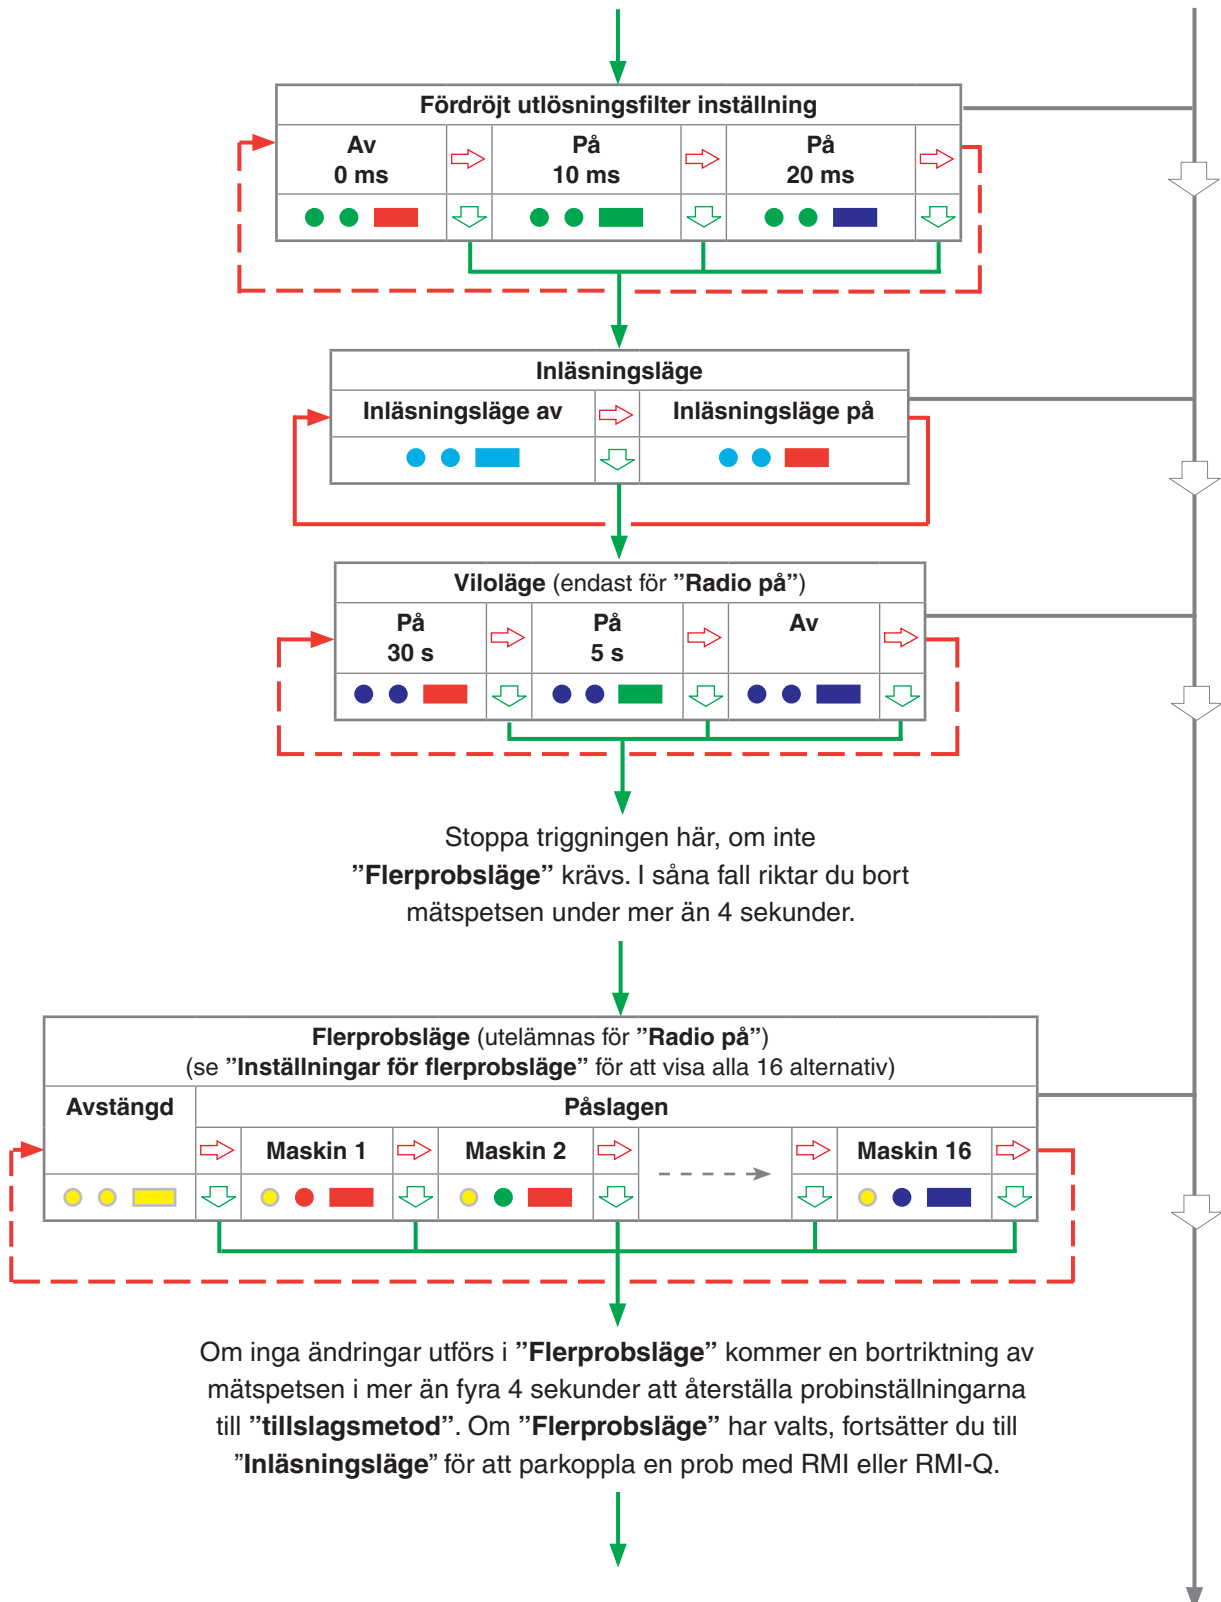 Fördröjt utlösningsfilter inställning
Av
0 ms
På
10 ms
På
20 ms
Inläsningsläge
Inläsningsläge av
Inläsningsläge på
Viloläge (endast för ”Radio på”)
På
30 s
På
5 s
Av
Stoppa triggningen här, om inte
”Flerprobsläge” krävs. I såna fall riktar du bort
mätspetsen under mer än 4 sekunder.
Flerprobsläge (utelämnas för ”Radio på”)
(se ”Inställningar för flerprobsläge” för att visa alla 16 alternativ)
Avstängd
Påslagen
Maskin 1
Maskin 2
Maskin 16
Om inga ändringar utförs i ”Flerprobsläge” kommer en bortriktning av
mätspetsen i mer än fyra 4 sekunder att återställa probinställningarna
till ”tillslagsmetod”. Om ”Flerprobsläge” har valts, fortsätter du till
”Inläsningsläge” för att parkoppla en prob med RMI eller RMI-Q.